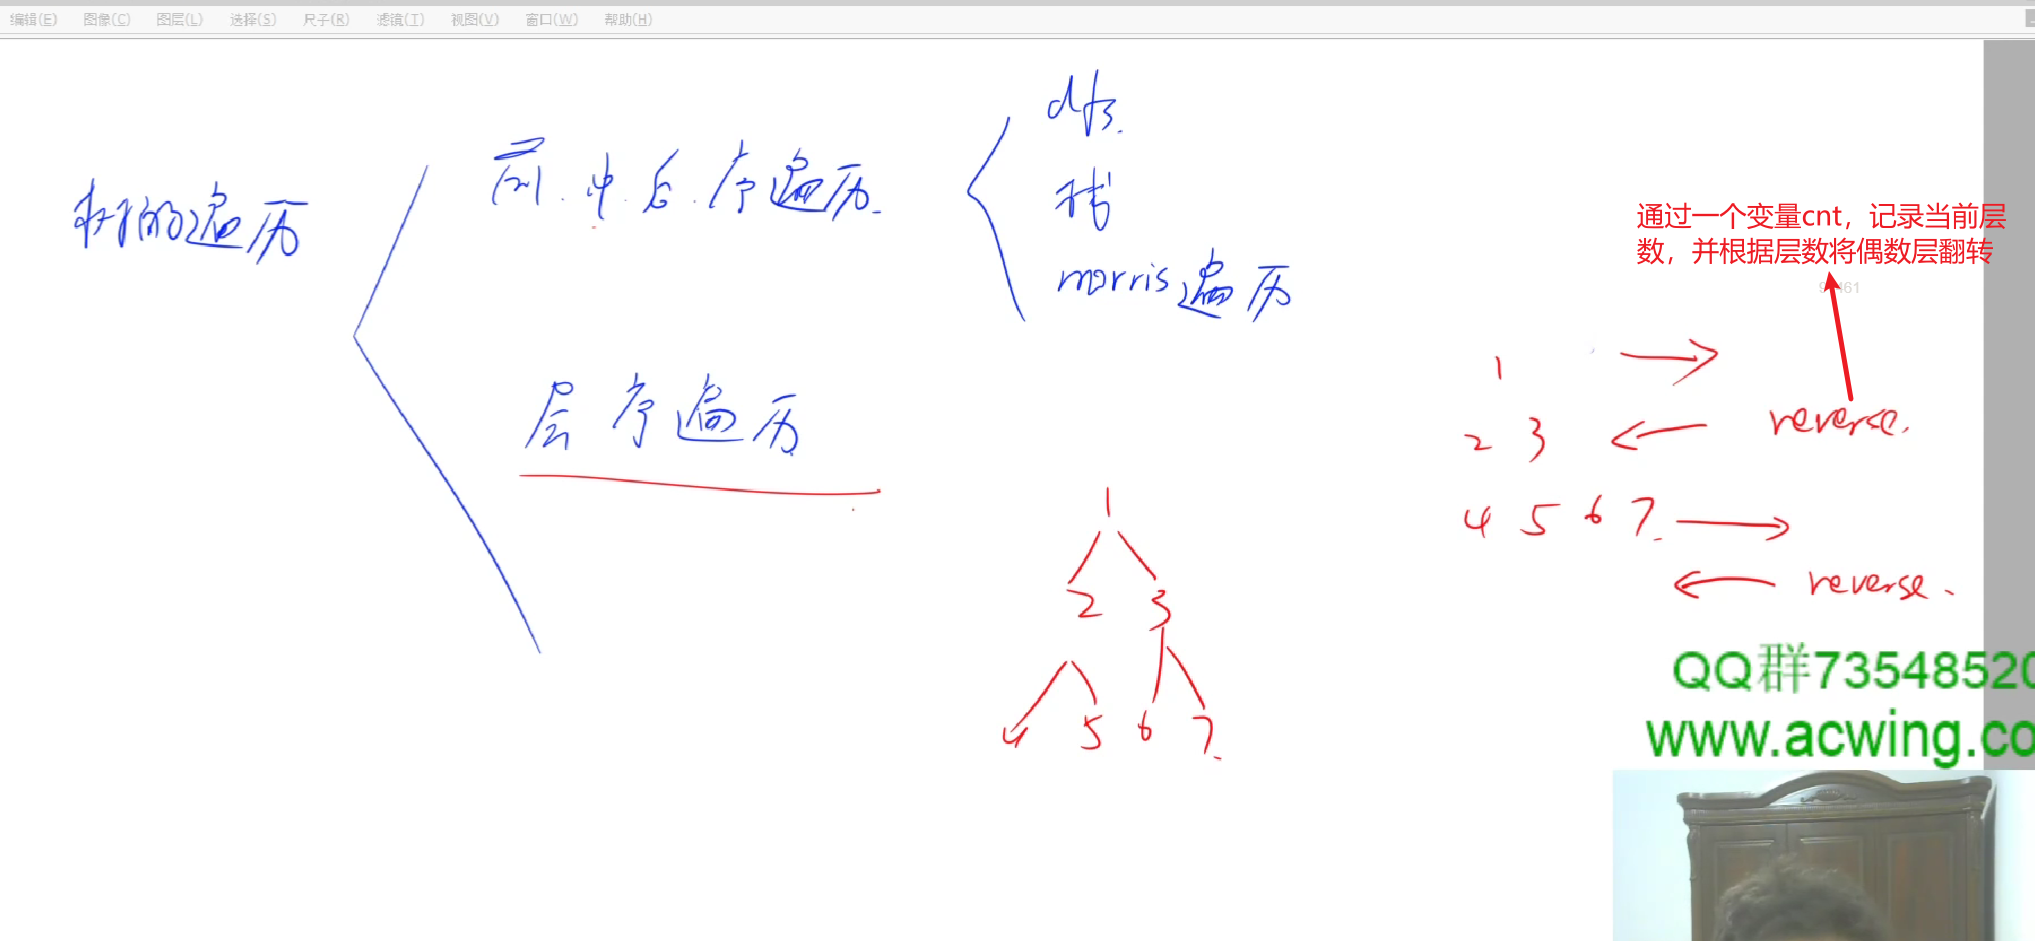 编辑(E) 图像(C) 图层(L) 选择(S) 尺子(R) 滤镜(T) 视图(V) 窗口(W) 帮助(H)
树的遍历
前.中.后.序遍历.
dfs.
栈
morris遍历
层序遍历
通过一个变量cnt，记录当前层
数，并根据层数将偶数层翻转
461
1
2 3 reverse.
4 5 6 7.
reverse.
1
2 3
4 5 6 7.
QQ群73548520
www.acwing.co